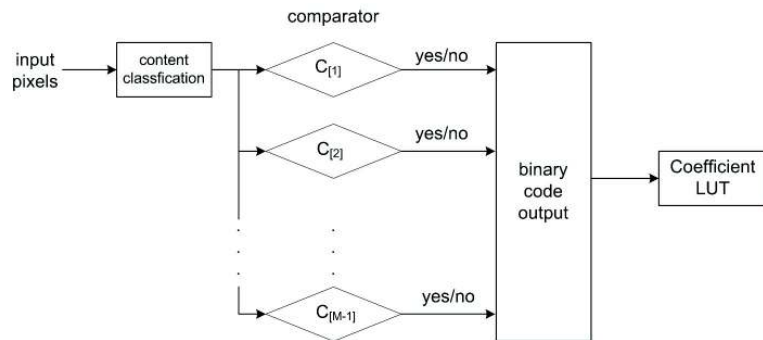 comparator
input
pixels
content
classfication
C[1]
yes/no
C[2]
yes/no
binary
code
output
Coefficient
LUT
C[M-1]
yes/no